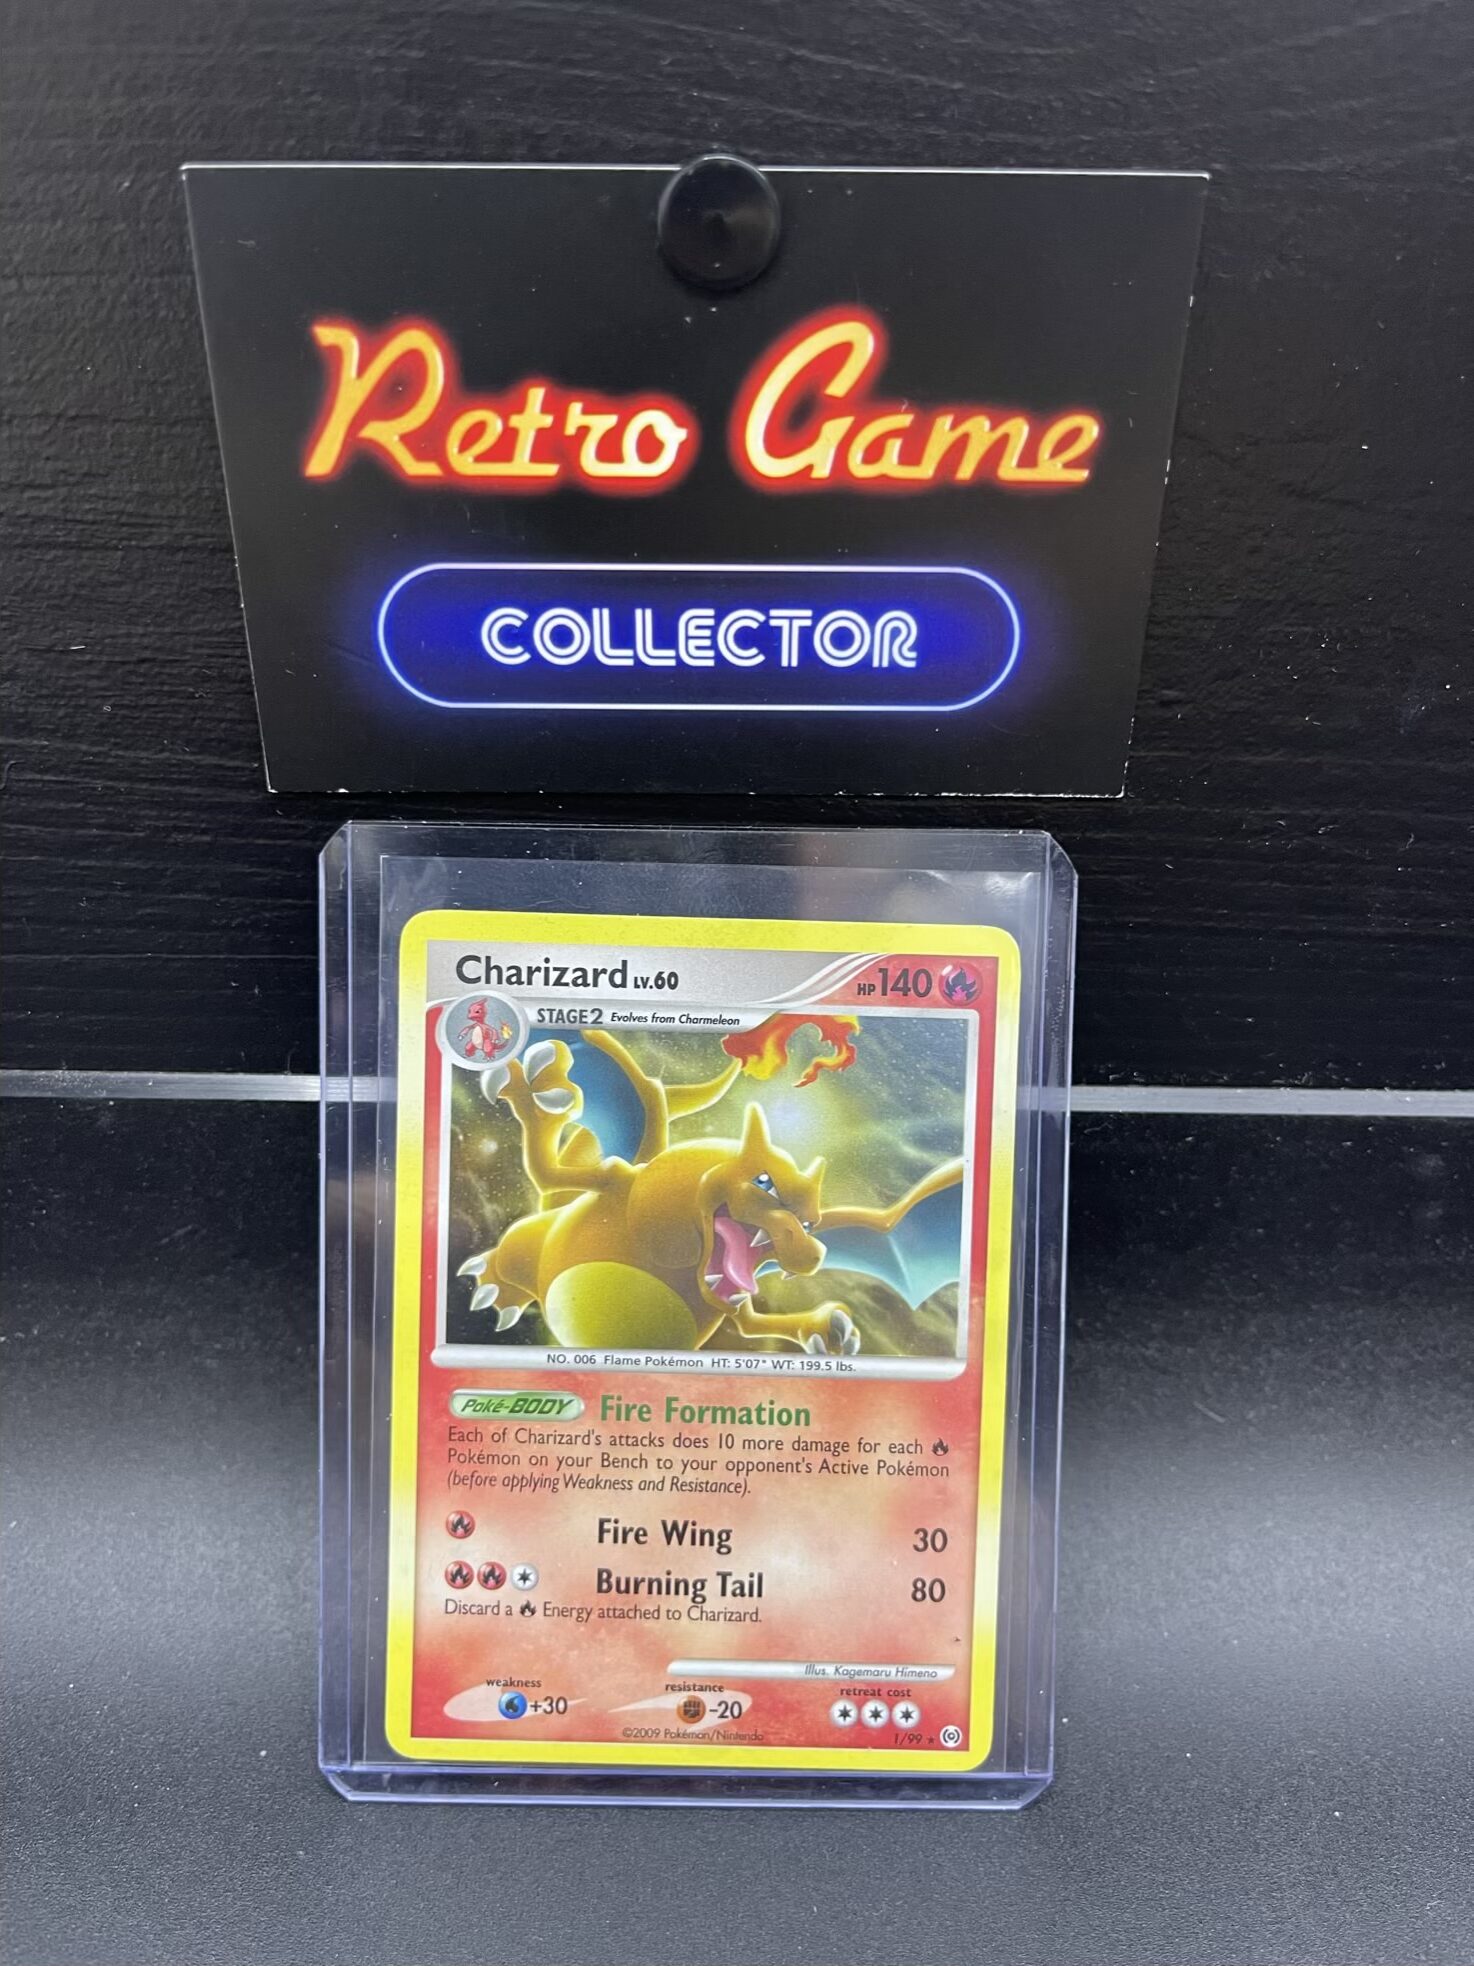 Retro Game
COLLECTOR
Charizard LV.60 HP 140
STAGE2 Evolves from Charmeleon
NO. 006 Flame Pokémon HT: 5'07" WT: 199.5 lbs.
Poké-BODY Fire Formation
Each of Charizard's attacks does 10 more damage for each
Pokémon on your Bench to your opponent's Active Pokémon
(before applying Weakness and Resistance).
Fire Wing 30
Burning Tail 80
Discard a Energy attached to Charizard.
Illus. Kagemaru Himeno
weakness resistance retreat cost
+30 -20
©2009 Pokémon/Nintendo 1/99